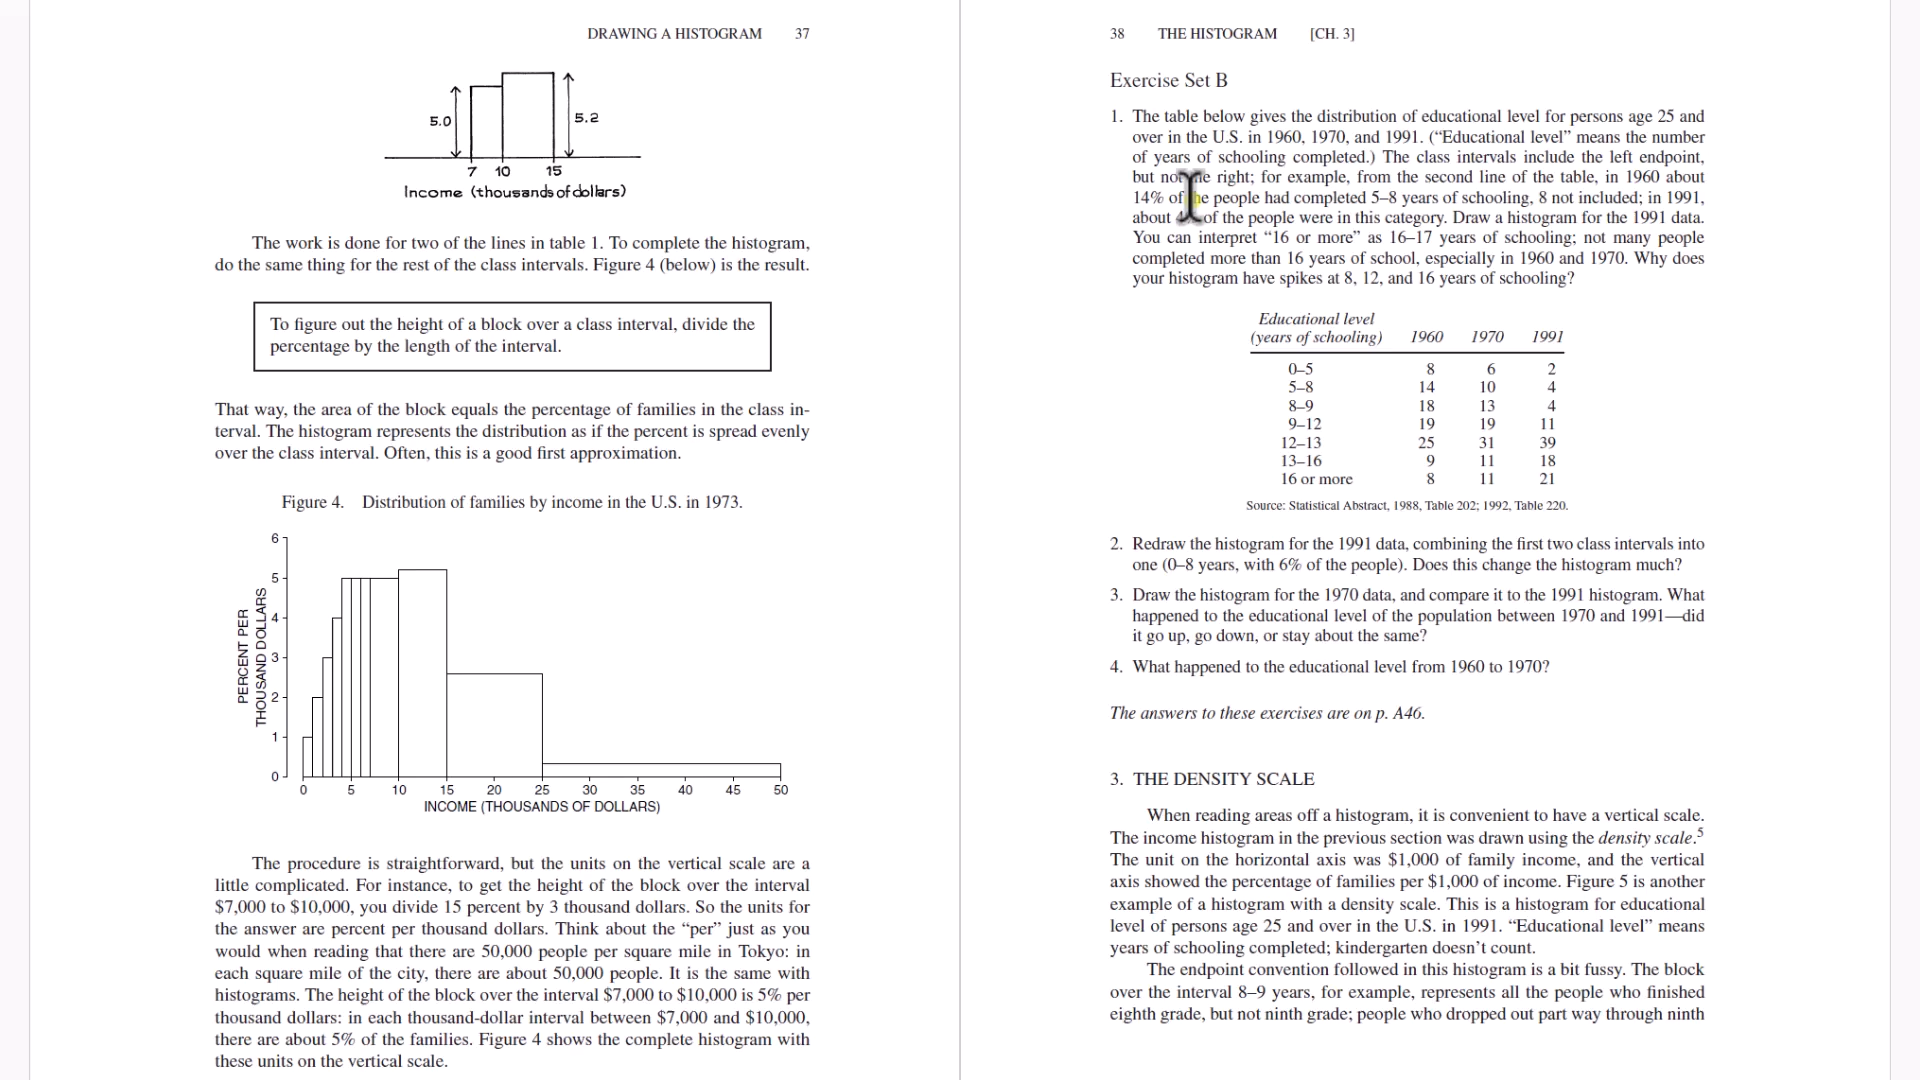 DRAWING A HISTOGRAM 37
5.0
5.2
7 10 15
Income (thousands of dollars)
The work is done for two of the lines in table 1. To complete the histogram,
do the same thing for the rest of the class intervals. Figure 4 (below) is the result.
To figure out the height of a block over a class interval, divide the
percentage by the length of the interval.
That way, the area of the block equals the percentage of families in the class in-
terval. The histogram represents the distribution as if the percent is spread evenly
over the class interval. Often, this is a good first approximation.
Figure 4. Distribution of families by income in the U.S. in 1973.
6
5
4
3
2
1
0
PERCENT PER
THOUSAND DOLLARS
0 5 10 15 20 25 30 35 40 45 50
INCOME (THOUSANDS OF DOLLARS)
The procedure is straightforward, but the units on the vertical scale are a
little complicated. For instance, to get the height of the block over the interval
$7,000 to $10,000, you divide 15 percent by 3 thousand dollars. So the units for
the answer are percent per thousand dollars. Think about the “per” just as you
would when reading that there are 50,000 people per square mile in Tokyo: in
each square mile of the city, there are about 50,000 people. It is the same with
histograms. The height of the block over the interval $7,000 to $10,000 is 5% per
thousand dollars: in each thousand-dollar interval between $7,000 and $10,000,
there are about 5% of the families. Figure 4 shows the complete histogram with
these units on the vertical scale.
38 THE HISTOGRAM [CH. 3]
Exercise Set B
1. The table below gives the distribution of educational level for persons age 25 and
over in the U.S. in 1960, 1970, and 1991. (“Educational level” means the number
of years of schooling completed.) The class intervals include the left endpoint,
but right; for example, from the second line of the table, in 1960 about
14% of people had completed 5–8 years of schooling, 8 not included; in 1991,
about of the people were in this category. Draw a histogram for the 1991 data.
You can interpret “16 or more” as 16–17 years of schooling; not many people
completed more than 16 years of school, especially in 1960 and 1970. Why does
your histogram have spikes at 8, 12, and 16 years of schooling?
Educational level
(years of schooling) 1960 1970 1991
0–5 8 6 2
5–8 14 10 4
8–9 18 13 4
9–12 19 19 11
12–13 25 31 39
13–16 9 11 18
16 or more 8 11 21
Source: Statistical Abstract, 1988, Table 202; 1992, Table 220.
2. Redraw the histogram for the 1991 data, combining the first two class intervals into
one (0–8 years, with 6% of the people). Does this change the histogram much?
3. Draw the histogram for the 1970 data, and compare it to the 1991 histogram. What
happened to the educational level of the population between 1970 and 1991—did
it go up, go down, or stay about the same?
4. What happened to the educational level from 1960 to 1970?
The answers to these exercises are on p. A46.
3. THE DENSITY SCALE
When reading areas off a histogram, it is convenient to have a vertical scale.
The income histogram in the previous section was drawn using the density scale.5
The unit on the horizontal axis was $1,000 of family income, and the vertical
axis showed the percentage of families per $1,000 of income. Figure 5 is another
example of a histogram with a density scale. This is a histogram for educational
level of persons age 25 and over in the U.S. in 1991. “Educational level” means
years of schooling completed; kindergarten doesn’t count.
The endpoint convention followed in this histogram is a bit fussy. The block
over the interval 8–9 years, for example, represents all the people who finished
eighth grade, but not ninth grade; people who dropped out part way through ninth